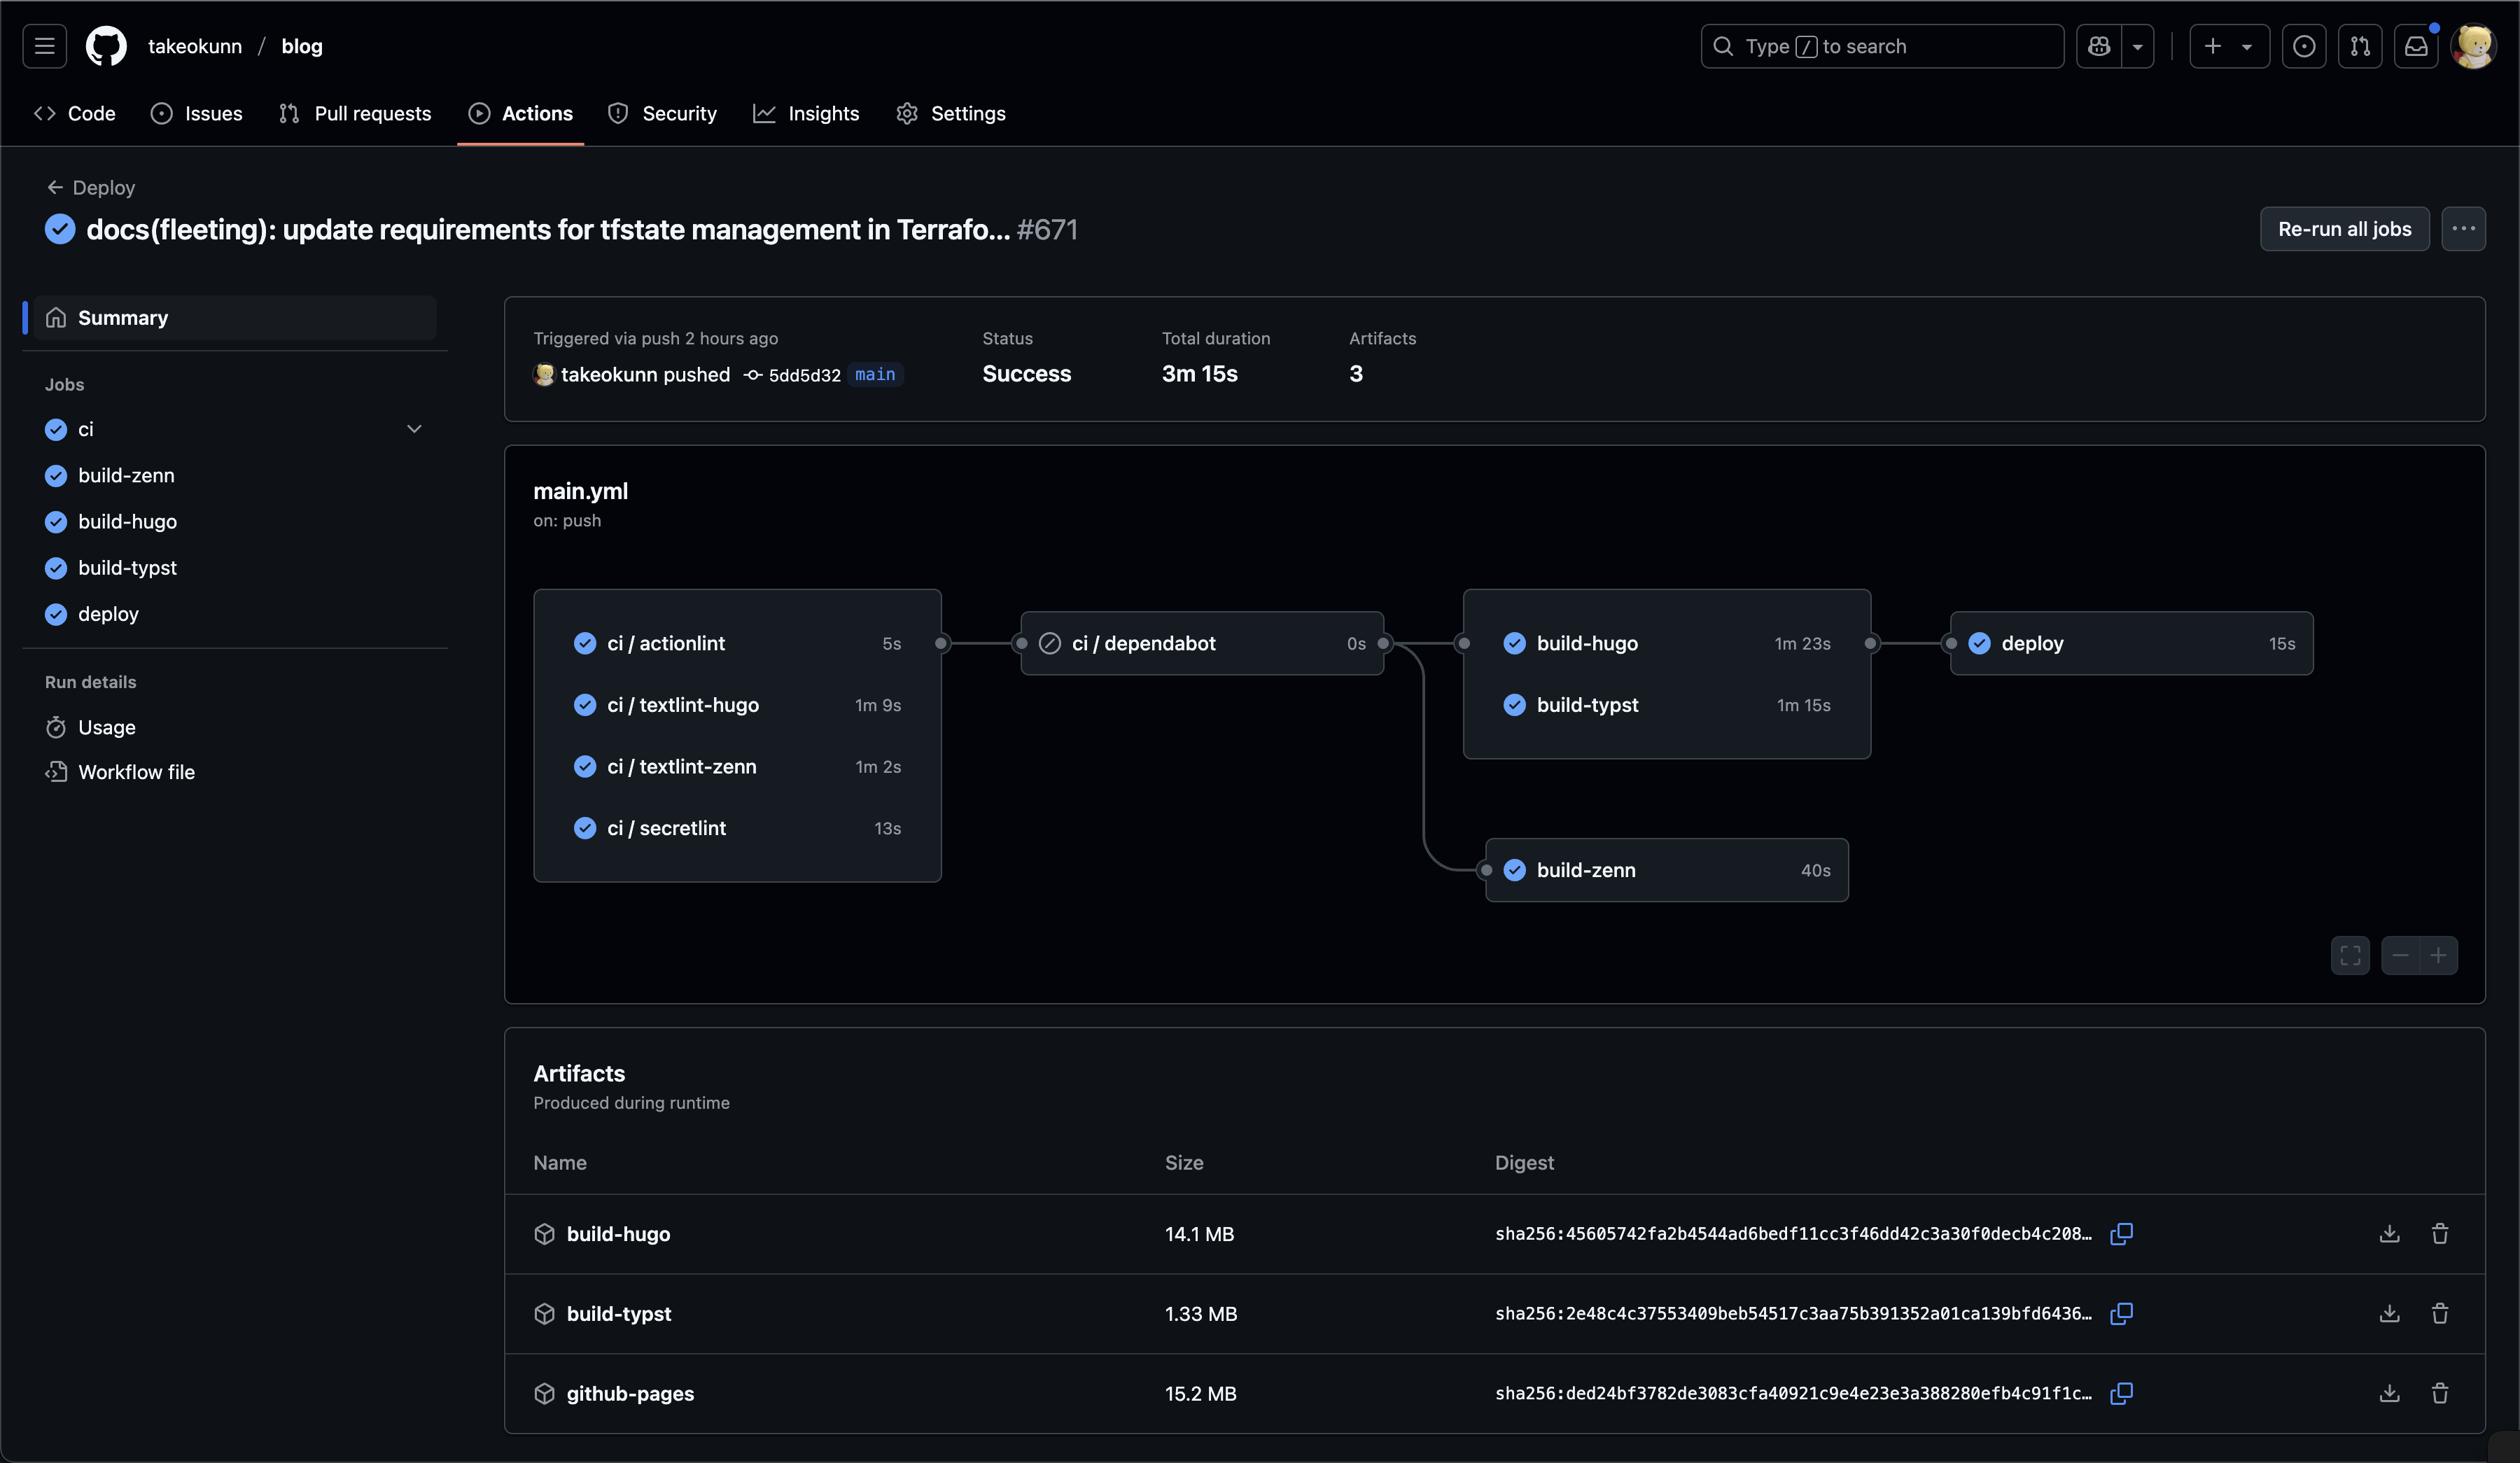 takeokunn / blog
Type / to search
Code Issues Pull requests Actions Security Insights Settings
Deploy
docs(fleeting): update requirements for tfstate management in Terrafo... #671
Re-run all jobs
Summary
Jobs
ci
build-zenn
build-hugo
build-typst
deploy
Run details
Usage
Workflow file
Triggered via push 2 hours ago
takeokunn pushed 5dd5d32 main
Status
Success
Total duration
3m 15s
Artifacts
3
main.yml
on: push
ci / actionlint 5s
ci / textlint-hugo 1m 9s
ci / textlint-zenn 1m 2s
ci / secretlint 13s
ci / dependabot 0s
build-hugo 1m 23s
build-typst 1m 15s
build-zenn 40s
deploy 15s
Artifacts
Produced during runtime
Name Size Digest
build-hugo 14.1 MB sha256:45605742fa2b4544ad6bedf11cc3f46dd42c3a30f0decb4c208…
build-typst 1.33 MB sha256:2e48c4c37553409beb54517c3aa75b391352a01ca139bfd6436…
github-pages 15.2 MB sha256:ded24bf3782de3083cfa40921c9e4e23e3a388280efb4c91f1c…